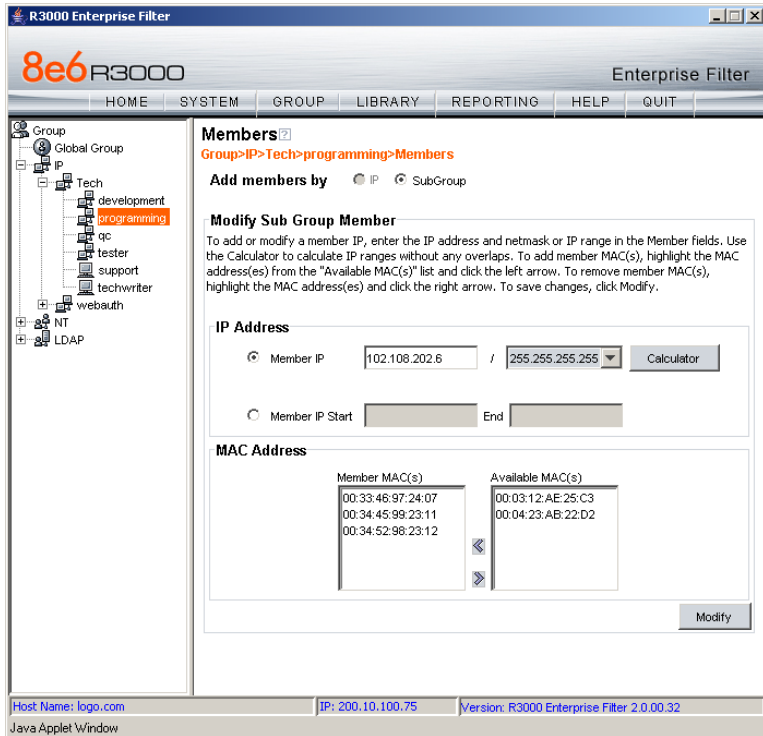 R3000 Enterprise Filter
8e6 R3000
Enterprise Filter
HOME SYSTEM GROUP LIBRARY REPORTING HELP QUIT
Group
Global Group
IP
Tech
development
programming
qc
tester
support
techwriter
webauth
NT
LDAP
Members ?
Group>IP>Tech>programming>Members
Add members by IP SubGroup
Modify Sub Group Member
To add or modify a member IP, enter the IP address and netmask or IP range in the Member fields. Use
the Calculator to calculate IP ranges without any overlaps. To add member MAC(s), highlight the MAC
address(es) from the "Available MAC(s)" list and click the left arrow. To remove member MAC(s),
highlight the MAC address(es) and click the right arrow. To save changes, click Modify.
IP Address
Member IP 102.108.202.6 / 255.255.255.255 Calculator
Member IP Start End
MAC Address
Member MAC(s) Available MAC(s)
00:33:46:97:24:07 00:03:12:AE:25:C3
00:34:45:99:23:11 00:04:23:AB:22:D2
00:34:52:98:23:12
Modify
Host Name: logo.com IP: 200.10.100.75 Version: R3000 Enterprise Filter 2.0.00.32
Java Applet Window